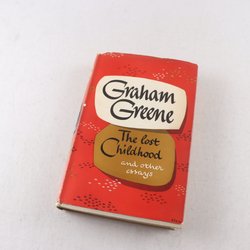 Graham
Greene
The lost
Childhood
and other
essays